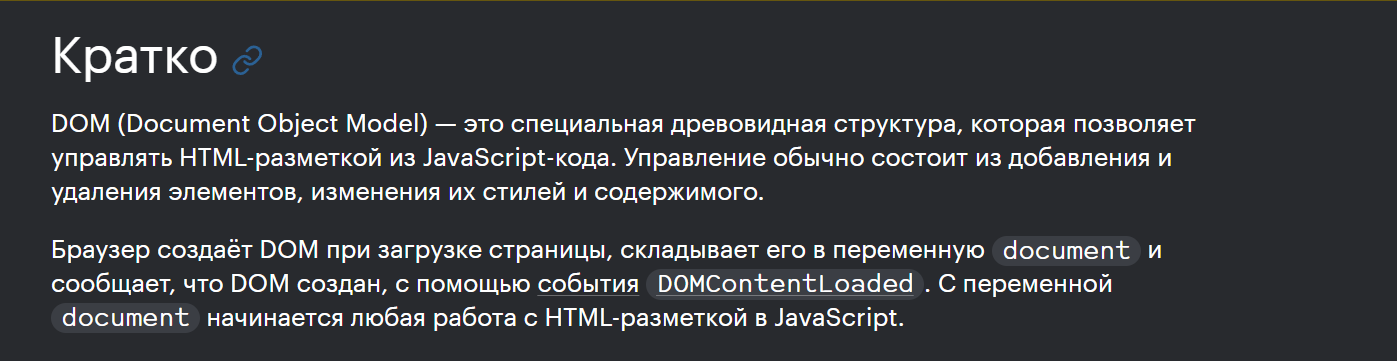 Кратко
DOM (Document Object Model) — это специальная древовидная структура, которая позволяет
управлять HTML-разметкой из JavaScript-кода. Управление обычно состоит из добавления и
удаления элементов, изменения их стилей и содержимого.
Браузер создаёт DOM при загрузке страницы, складывает его в переменную document и
сообщает, что DOM создан, с помощью события DOMContentLoaded. С переменной
document начинается любая работа с HTML-разметкой в JavaScript.